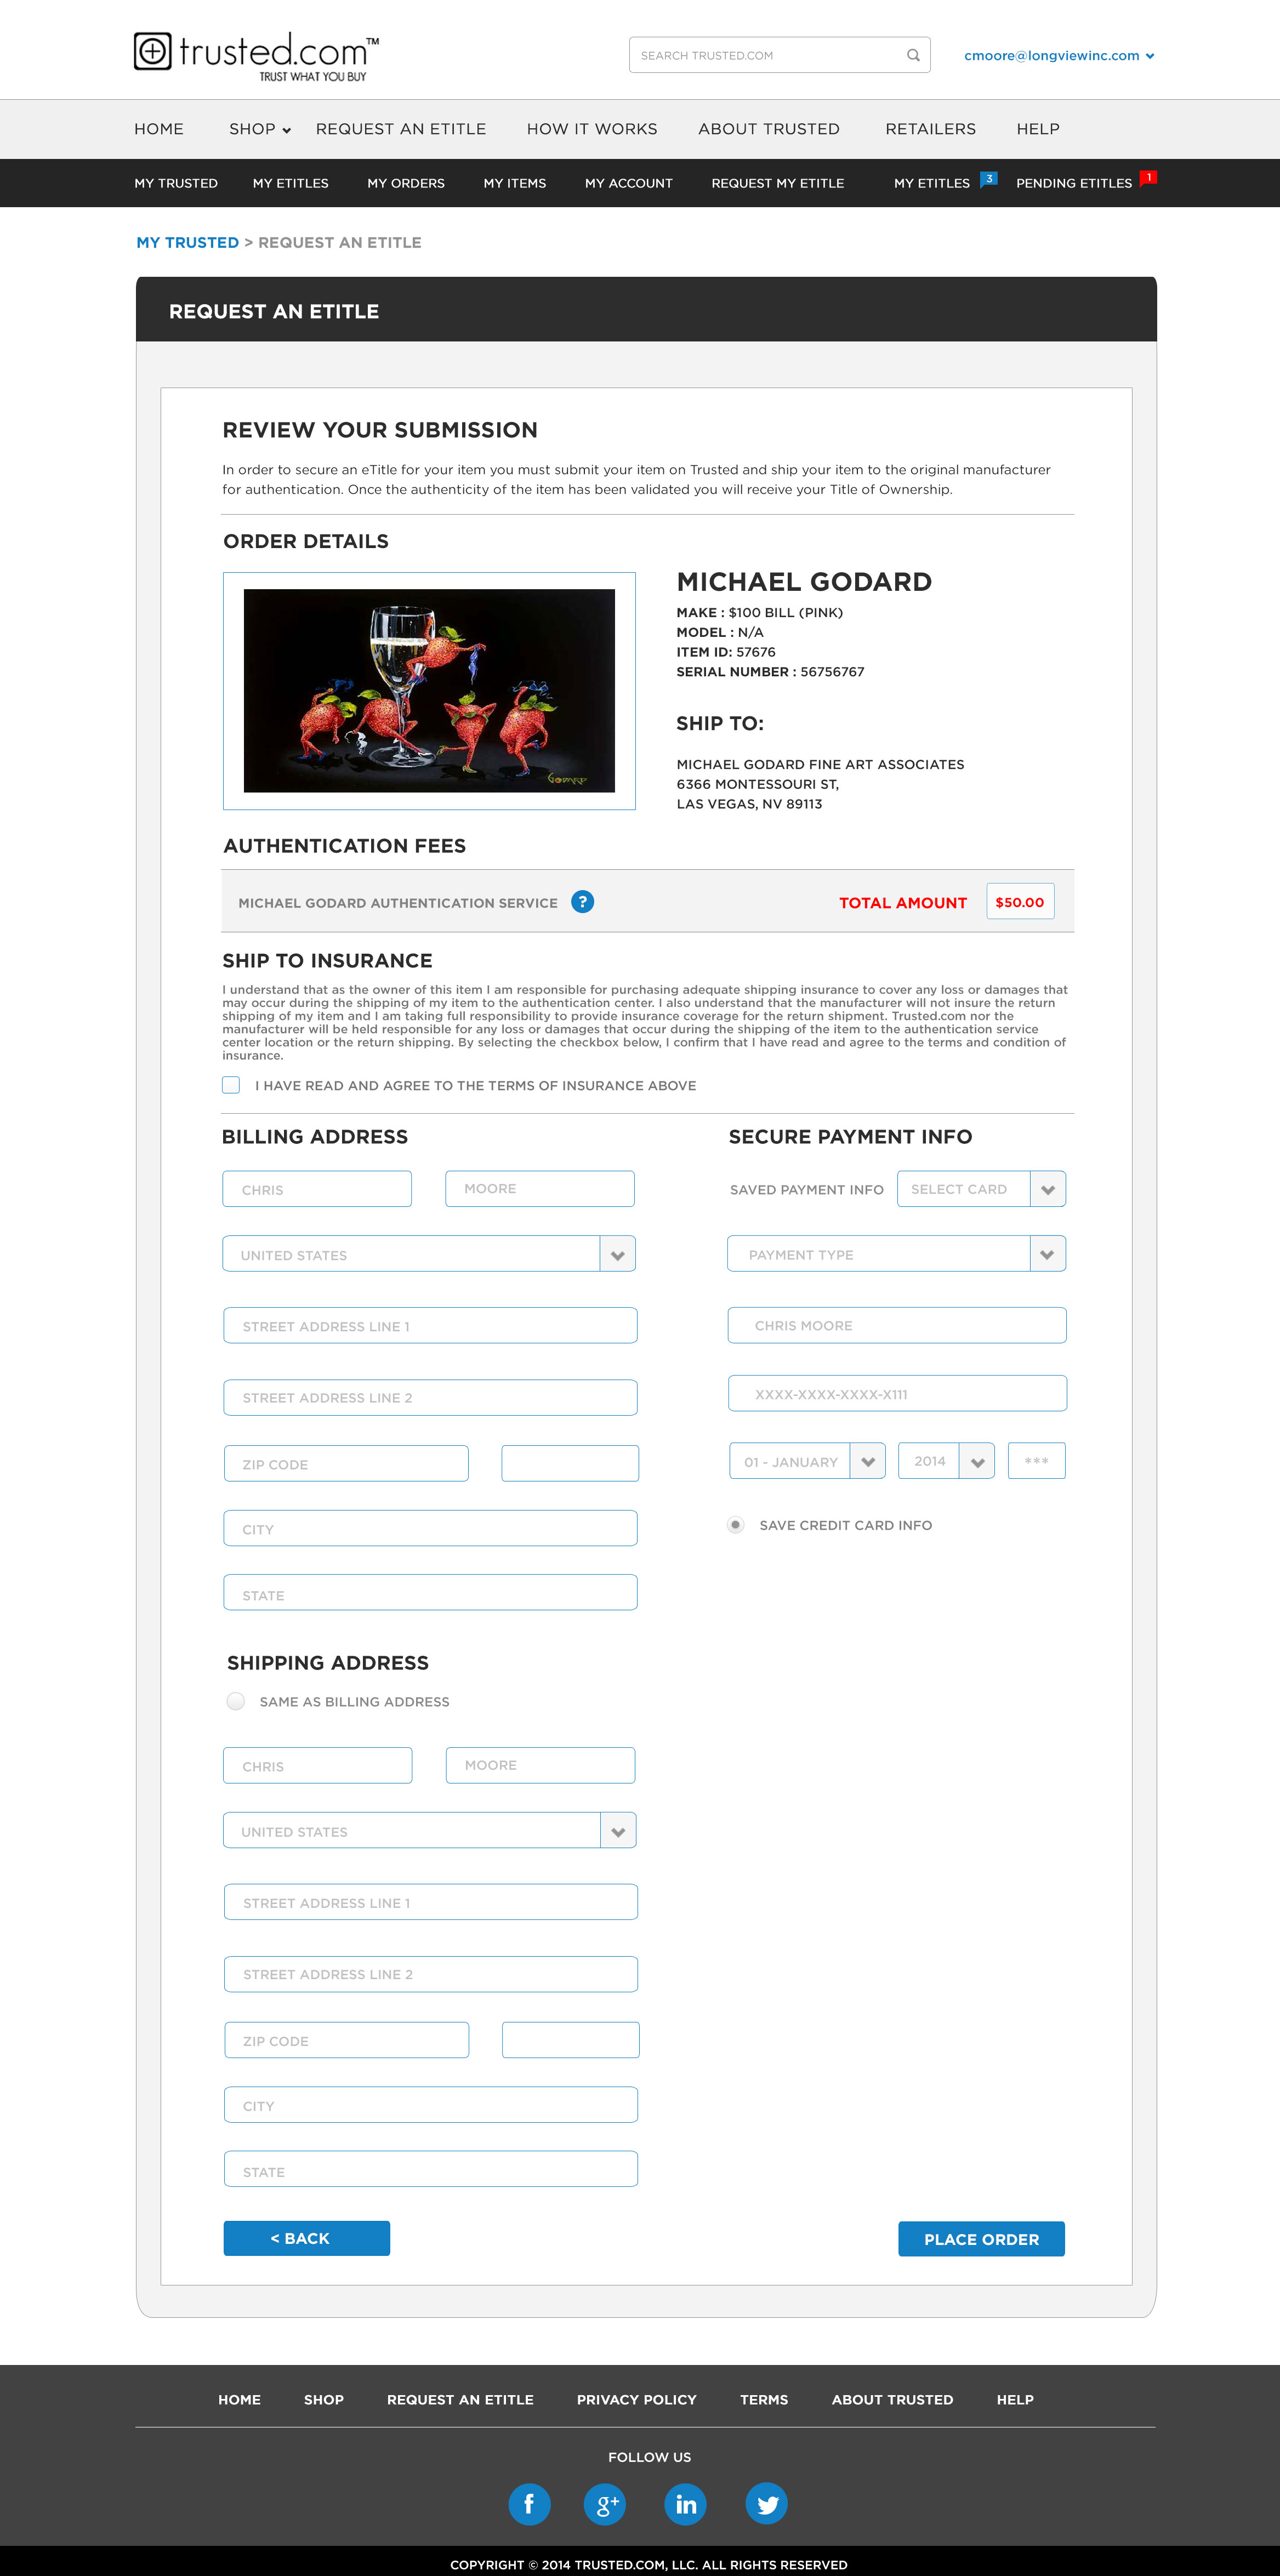 trusted.com™
TRUST WHAT YOU BUY
SEARCH TRUSTED.COM
cmoore@longviewinc.com
HOME SHOP REQUEST AN ETITLE HOW IT WORKS ABOUT TRUSTED RETAILERS HELP
MY TRUSTED MY ETITLES MY ORDERS MY ITEMS MY ACCOUNT REQUEST MY ETITLE MY ETITLES 3 PENDING ETITLES 1
MY TRUSTED > REQUEST AN ETITLE
REQUEST AN ETITLE
REVIEW YOUR SUBMISSION
In order to secure an eTitle for your item you must submit your item on Trusted and ship your item to the original manufacturer
for authentication. Once the authenticity of the item has been validated you will receive your Title of Ownership.
ORDER DETAILS
GODARD
MICHAEL GODARD
MAKE : $100 BILL (PINK)
MODEL : N/A
ITEM ID: 57676
SERIAL NUMBER : 56756767
SHIP TO:
MICHAEL GODARD FINE ART ASSOCIATES
6366 MONTESSOURI ST,
LAS VEGAS, NV 89113
AUTHENTICATION FEES
MICHAEL GODARD AUTHENTICATION SERVICE ? TOTAL AMOUNT $50.00
SHIP TO INSURANCE
I understand that as the owner of this item I am responsible for purchasing adequate shipping insurance to cover any loss or damages that
may occur during the shipping of my item to the authentication center. I also understand that the manufacturer will not insure the return
shipping of my item and I am taking full responsibility to provide insurance coverage for the return shipment. Trusted.com nor the
manufacturer will be held responsible for any loss or damages that occur during the shipping of the item to the authentication service
center location or the return shipping. By selecting the checkbox below, I confirm that I have read and agree to the terms and condition of
insurance.
I HAVE READ AND AGREE TO THE TERMS OF INSURANCE ABOVE
BILLING ADDRESS
CHRIS MOORE
UNITED STATES
STREET ADDRESS LINE 1
STREET ADDRESS LINE 2
ZIP CODE
CITY
STATE
SECURE PAYMENT INFO
SAVED PAYMENT INFO SELECT CARD
PAYMENT TYPE
CHRIS MOORE
XXXX-XXXX-XXXX-X111
01 - JANUARY 2014 ***
SAVE CREDIT CARD INFO
SHIPPING ADDRESS
SAME AS BILLING ADDRESS
CHRIS MOORE
UNITED STATES
STREET ADDRESS LINE 1
STREET ADDRESS LINE 2
ZIP CODE
CITY
STATE
< BACK PLACE ORDER
HOME SHOP REQUEST AN ETITLE PRIVACY POLICY TERMS ABOUT TRUSTED HELP
FOLLOW US
f g+ in
COPYRIGHT © 2014 TRUSTED.COM, LLC. ALL RIGHTS RESERVED